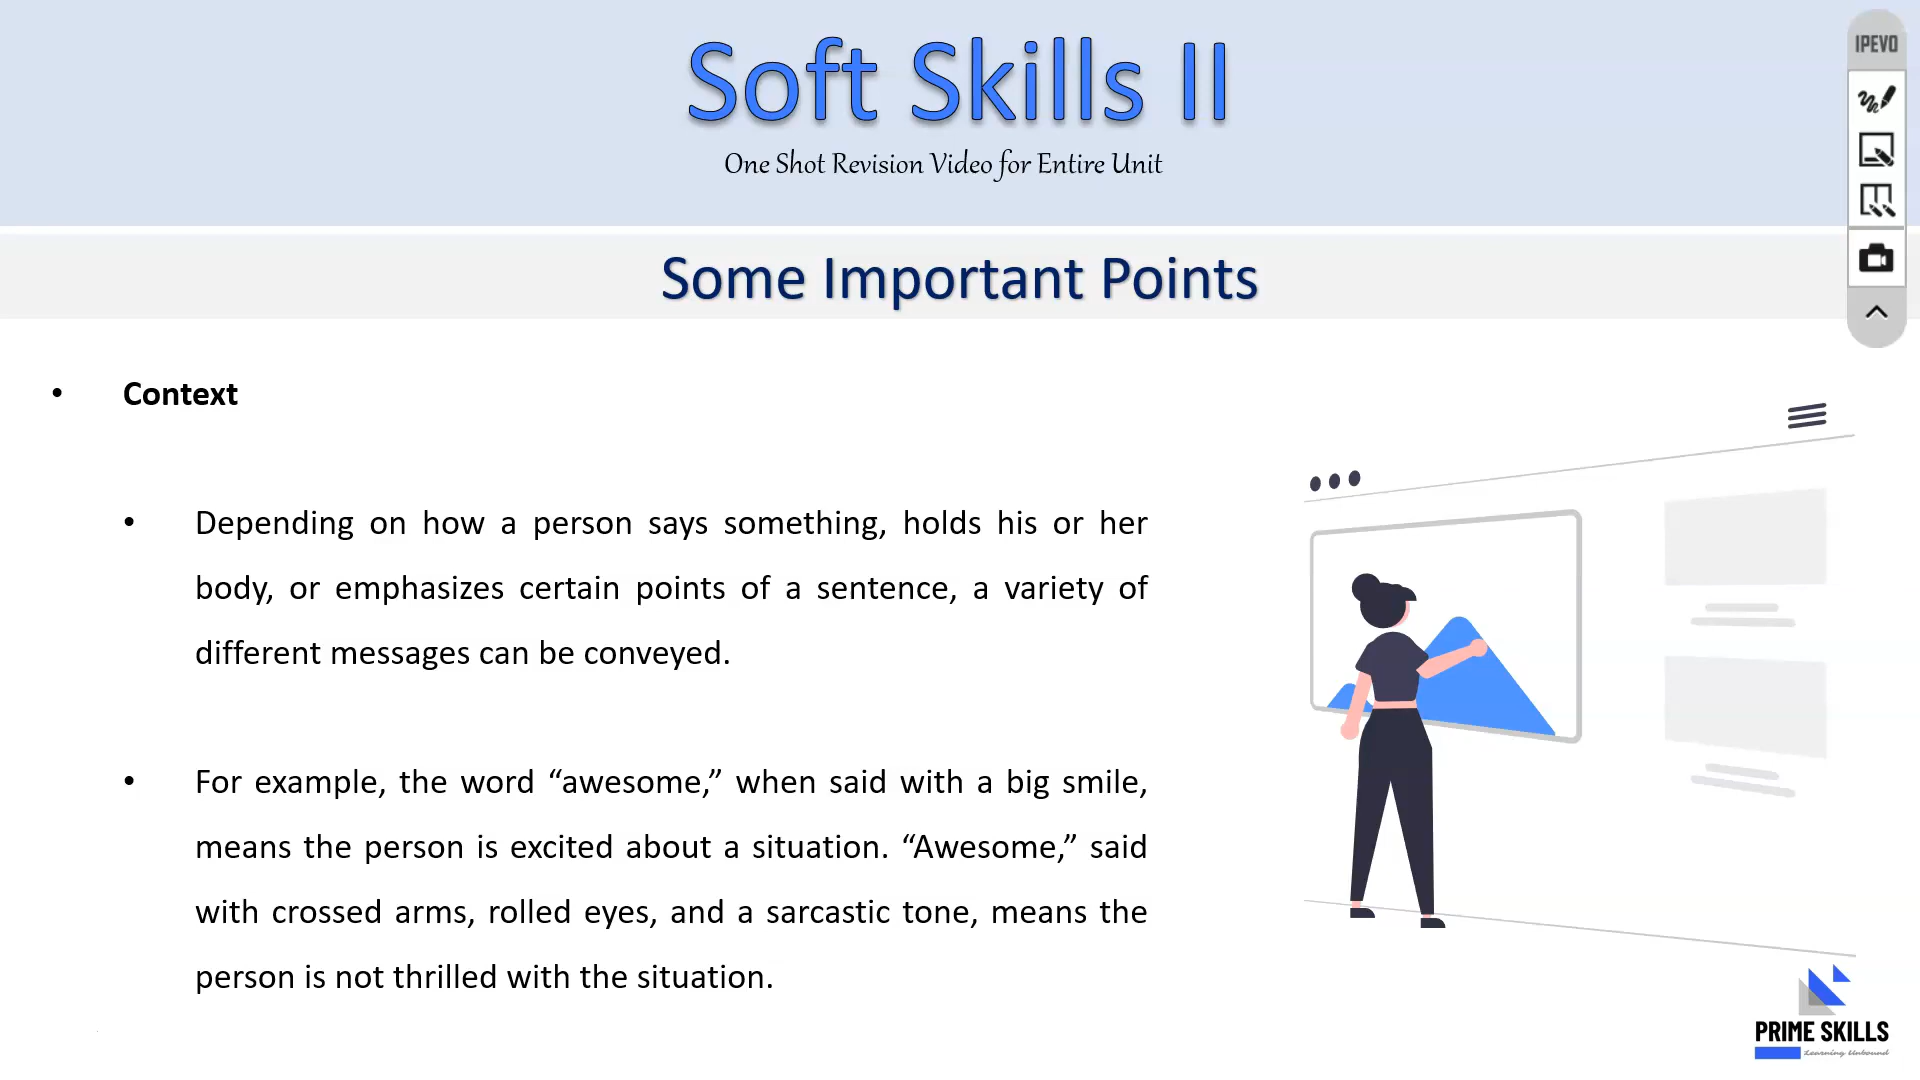 Soft Skills II
One Shot Revision Video for Entire Unit
IPEVO
Some Important Points
• Context
• Depending on how a person says something, holds his or her
body, or emphasizes certain points of a sentence, a variety of
different messages can be conveyed.
• For example, the word “awesome,” when said with a big smile,
means the person is excited about a situation. “Awesome,” said
with crossed arms, rolled eyes, and a sarcastic tone, means the
person is not thrilled with the situation.
PRIME SKILLS
Learning Unbound